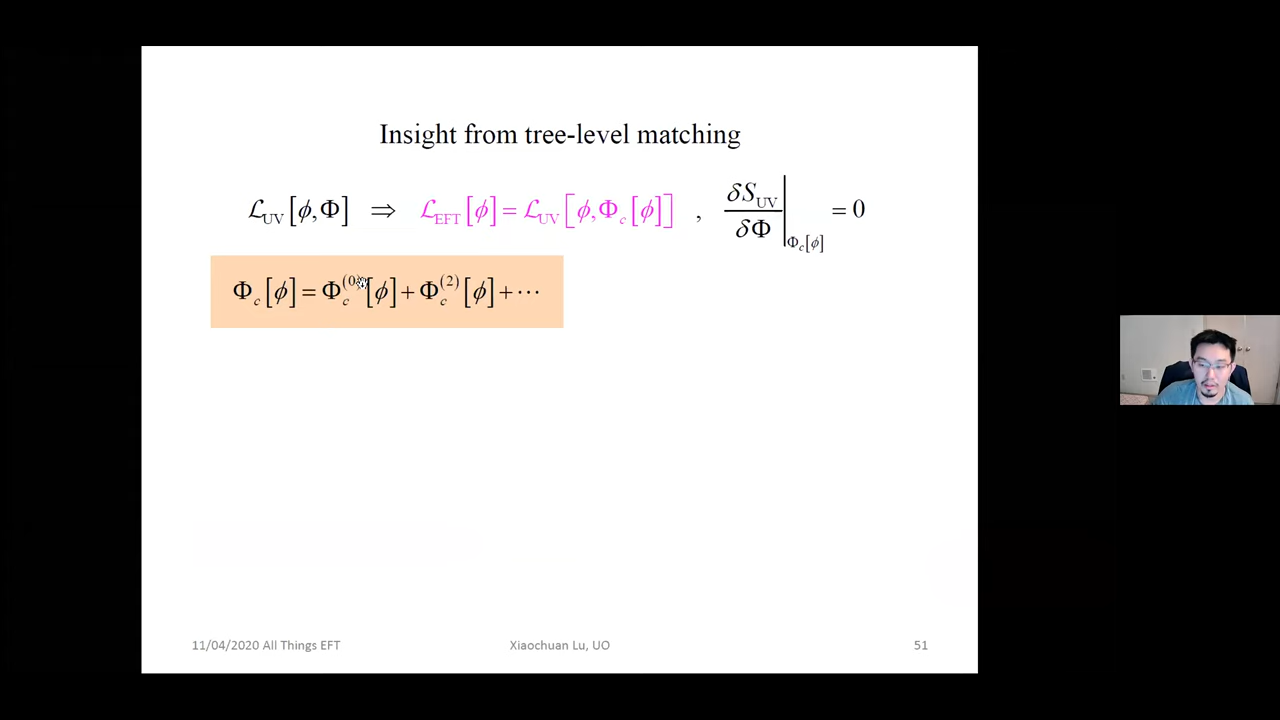 Insight from tree-level matching
ℒ_UV[ϕ,Φ] ⇒ ℒ_EFT[ϕ] = ℒ_UV[ϕ,Φ_c[ϕ]] , δS_UV/δΦ|_Φ_c[ϕ] = 0
Φ_c[ϕ] = Φ_c^(0)[ϕ] + Φ_c^(2)[ϕ] + ⋯
11/04/2020 All Things EFT
Xiaochuan Lu, UO
51